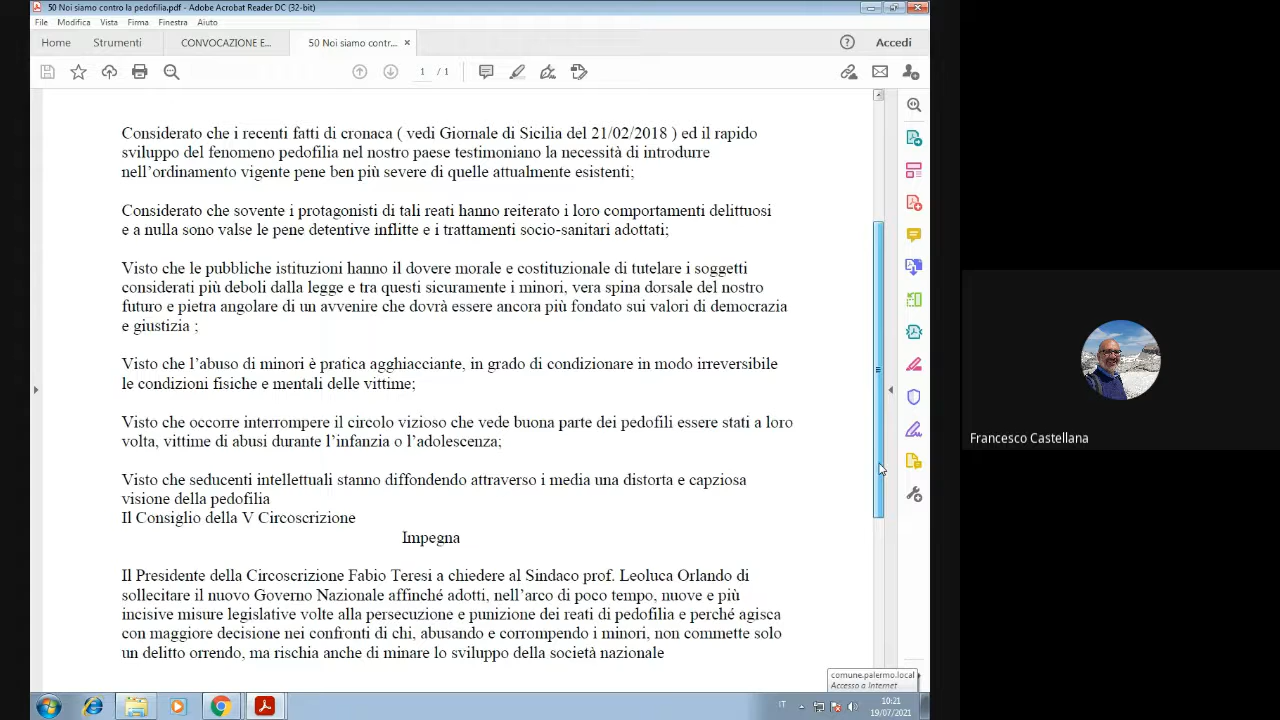 50 Noi siamo contro la pedofilia.pdf - Adobe Acrobat Reader DC (32-bit)
File Modifica Vista Firma Finestra Aiuto
Home Strumenti CONVOCAZIONE E... 50 Noi siamo contr... × Accedi
1 / 1
Considerato che i recenti fatti di cronaca ( vedi Giornale di Sicilia del 21/02/2018 ) ed il rapido
sviluppo del fenomeno pedofilia nel nostro paese testimoniano la necessità di introdurre
nell'ordinamento vigente pene ben più severe di quelle attualmente esistenti;
Considerato che sovente i protagonisti di tali reati hanno reiterato i loro comportamenti delittuosi
e a nulla sono valse le pene detentive inflitte e i trattamenti socio-sanitari adottati;
Visto che le pubbliche istituzioni hanno il dovere morale e costituzionale di tutelare i soggetti
considerati più deboli dalla legge e tra questi sicuramente i minori, vera spina dorsale del nostro
futuro e pietra angolare di un avvenire che dovrà essere ancora più fondato sui valori di democrazia
e giustizia ;
Visto che l'abuso di minori è pratica agghiacciante, in grado di condizionare in modo irreversibile
le condizioni fisiche e mentali delle vittime;
Visto che occorre interrompere il circolo vizioso che vede buona parte dei pedofili essere stati a loro
volta, vittime di abusi durante l'infanzia o l'adolescenza;
Visto che seducenti intellettuali stanno diffondendo attraverso i media una distorta e capziosa
visione della pedofilia
Il Consiglio della V Circoscrizione
Impegna
Il Presidente della Circoscrizione Fabio Teresi a chiedere al Sindaco prof. Leoluca Orlando di
sollecitare il nuovo Governo Nazionale affinché adotti, nell'arco di poco tempo, nuove e più
incisive misure legislative volte alla persecuzione e punizione dei reati di pedofilia e perché agisca
con maggiore decisione nei confronti di chi, abusando e corrompendo i minori, non commette solo
un delitto orrendo, ma rischia anche di minare lo sviluppo della società nazionale
comune.palermo.local
Accesso a Internet
IT
10:21
19/07/2021
Francesco Castellana